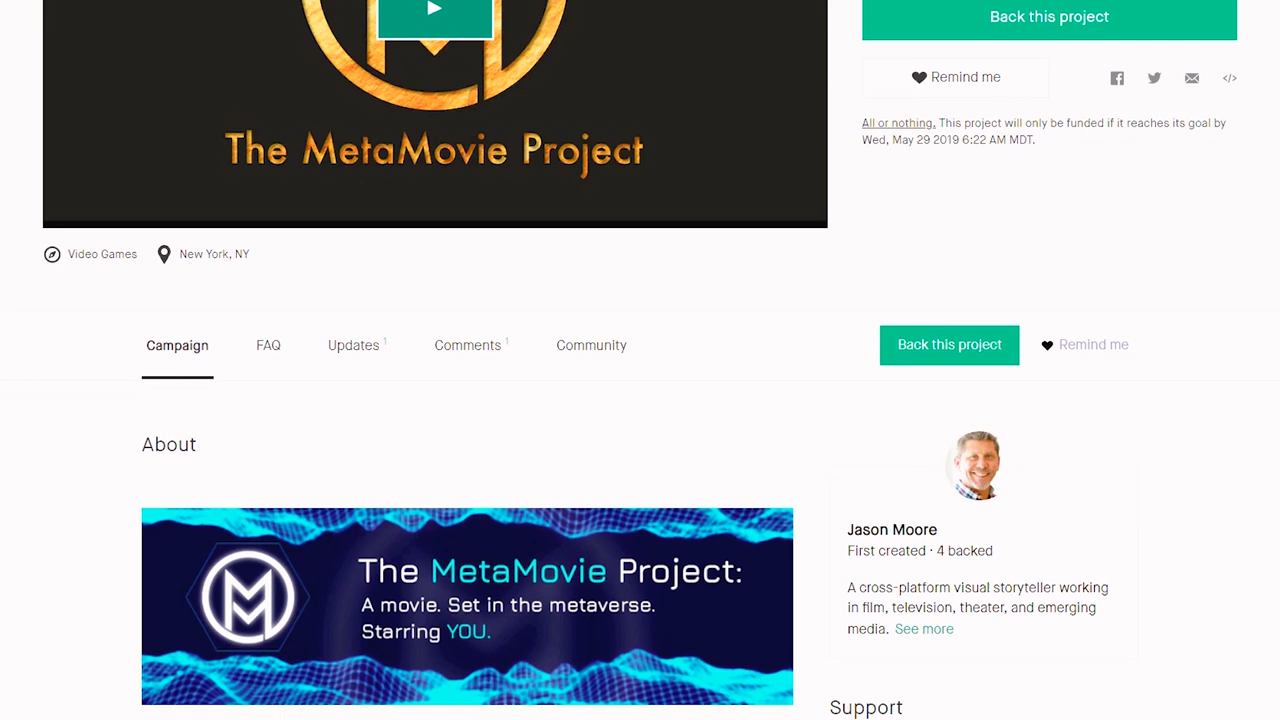 Back this project
Remind me
All or nothing. This project will only be funded if it reaches its goal by
Wed, May 29 2019 6:22 AM MDT.
The MetaMovie Project
Video Games
New York, NY
Campaign
FAQ
Updates 1
Comments 1
Community
Back this project
Remind me
About
The MetaMovie Project:
A movie. Set in the metaverse.
Starring YOU.
Jason Moore
First created · 4 backed
A cross-platform visual storyteller working
in film, television, theater, and emerging
media. See more
Support